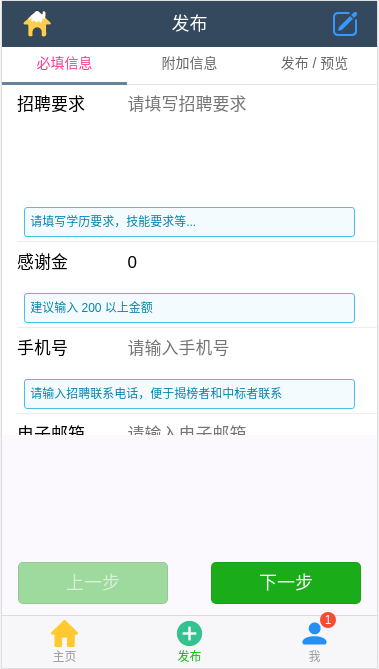 发布
必填信息 附加信息 发布 / 预览
招聘要求 请填写招聘要求
请填写学历要求，技能要求等...
感谢金 0
建议输入 200 以上金额
手机号 请输入手机号
请输入招聘联系电话，便于揭榜者和中标者联系
电子邮箱 请输入电子邮箱
上一步 下一步
1
主页 发布 我